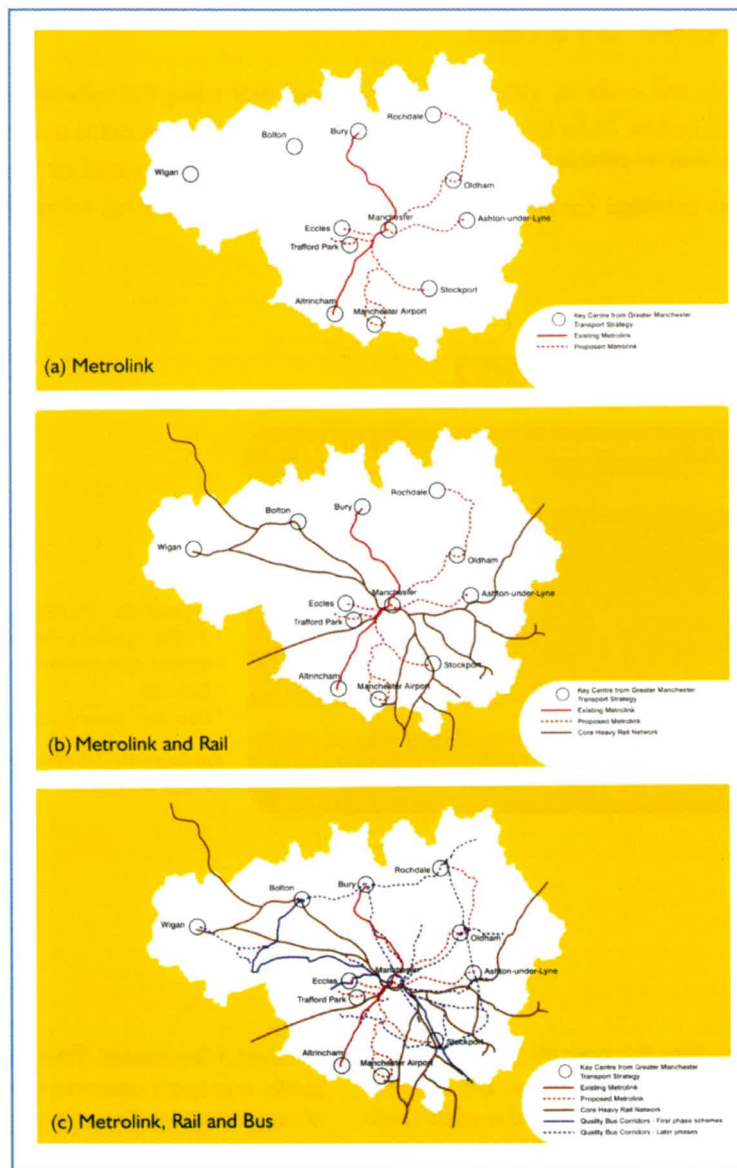 Rochdale
Bury
Bolton
Wigan
Oldham
Manchester
Ashton-under-Lyne
Eccles
Trafford Park
Stockport
Altrincham
Manchester Airport
Key Centre from Greater Manchester
Transport Strategy
Existing Metrolink
Proposed Metrolink
(a) Metrolink
Rochdale
Bury
Bolton
Wigan
Oldham
Manchester
Ashton-under-Lyne
Eccles
Trafford Park
Stockport
Altrincham
Manchester Airport
Key Centre from Greater Manchester
Transport Strategy
Existing Metrolink
Proposed Metrolink
Core Heavy Rail Network
(b) Metrolink and Rail
Rochdale
Bury
Bolton
Wigan
Oldham
Manchester
Ashton-under-Lyne
Eccles
Trafford Park
Stockport
Altrincham
Manchester Airport
Key Centre from Greater Manchester
Transport Strategy
Existing Metrolink
Proposed Metrolink
Core Heavy Rail Network
Quality Bus Corridors - First phase schemes
Quality Bus Corridors - Later phases
(c) Metrolink, Rail and Bus